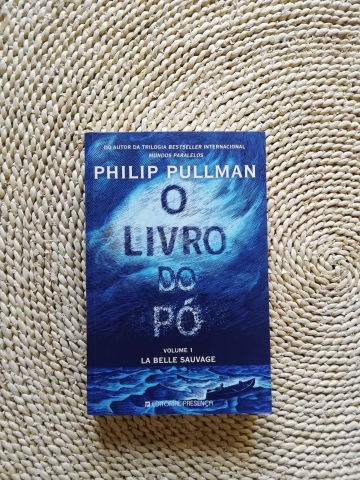 DO AUTOR DA TRILOGIA BESTSELLER INTERNACIONAL
MUNDOS PARALELOS
PHILIP PULLMAN
O
LIVRO
DO
PÓ
VOLUME 1
LA BELLE SAUVAGE
EDITORIAL PRESENÇA